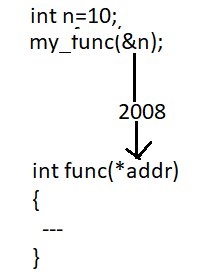 int n=10;
my_func(&n);
2008
int func(*addr)
{
---
}